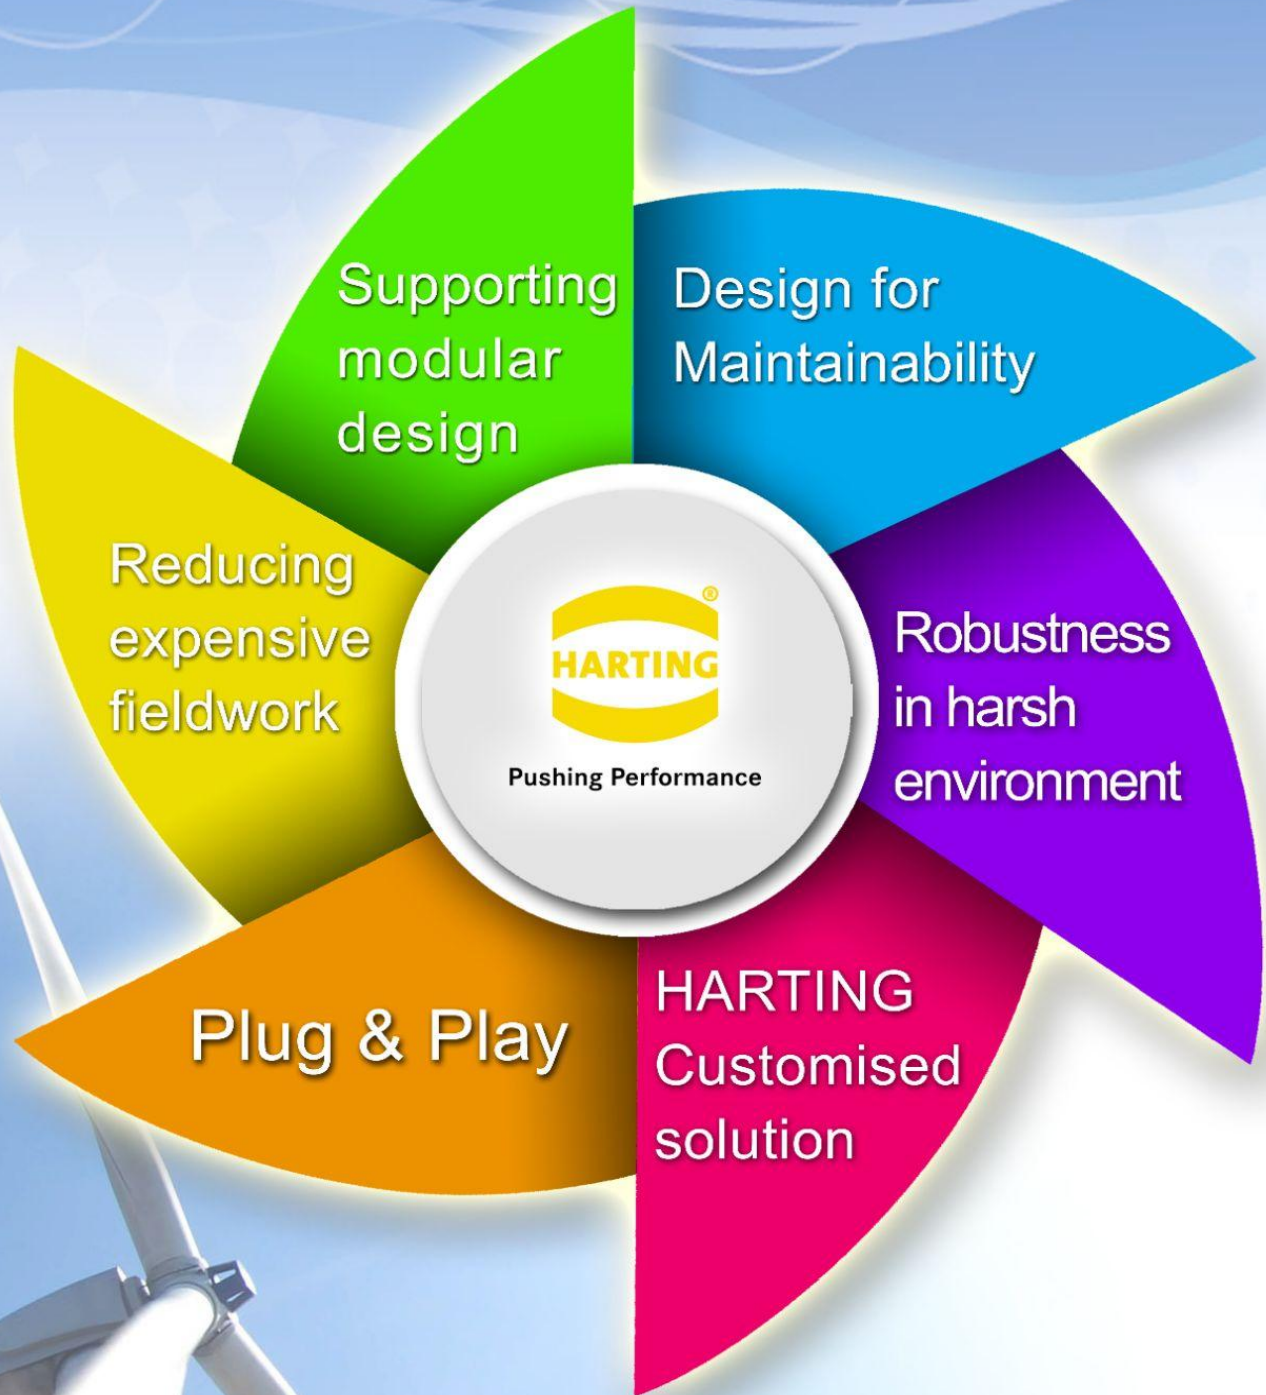 Supporting
modular
design
Design for
Maintainability
Reducing
expensive
fieldwork
HARTING
®
Pushing Performance
Robustness
in harsh
environment
Plug & Play
HARTING
Customised
solution